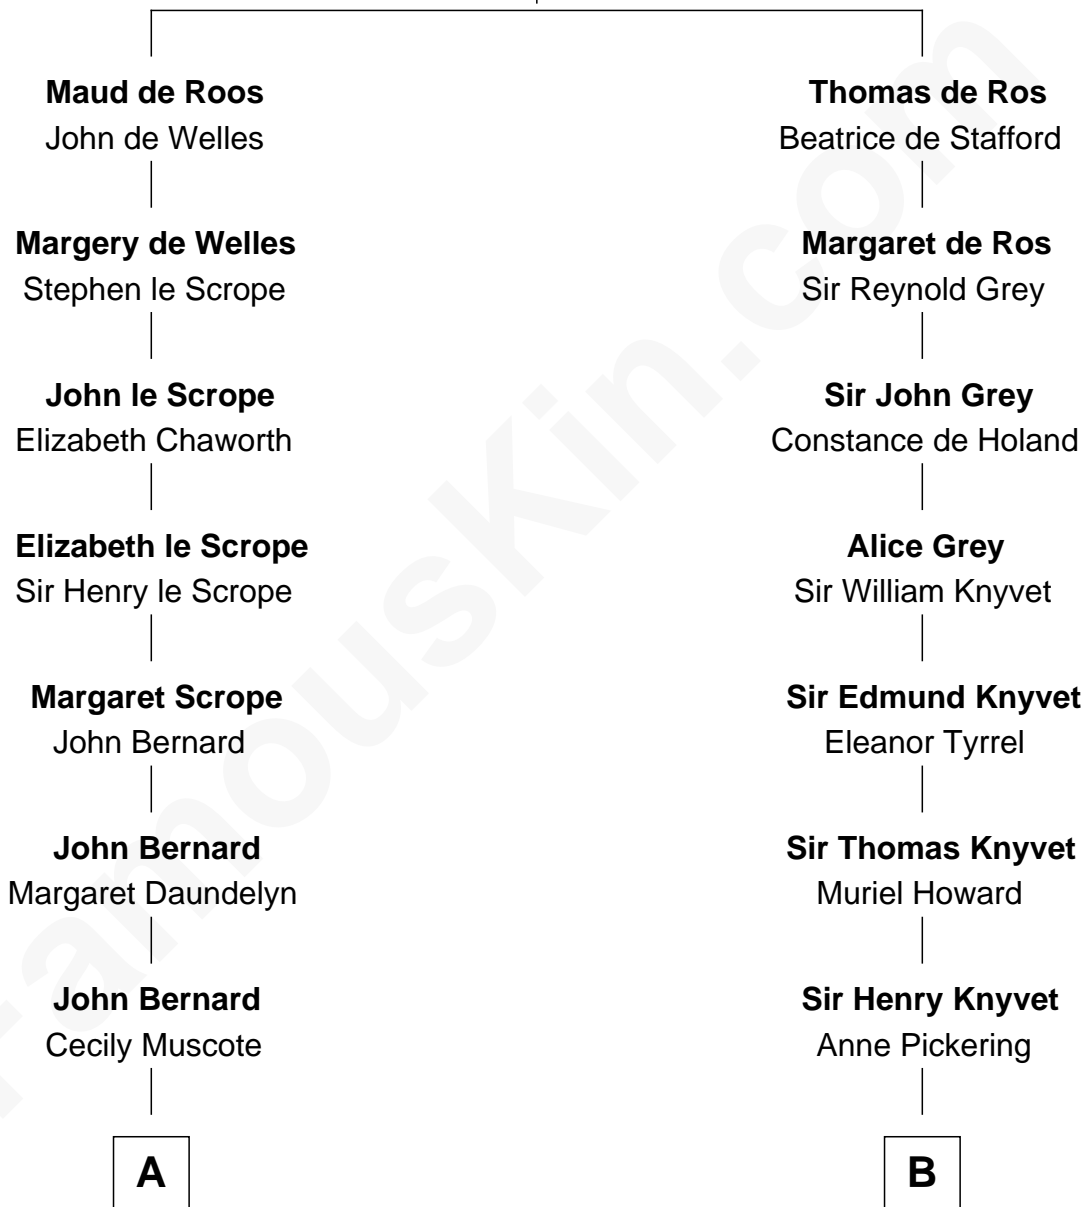 Maud de Roos
John de Welles
Thomas de Ros
Beatrice de Stafford
Margery de Welles
Stephen le Scrope
Margaret de Ros
Sir Reynold Grey
John le Scrope
Elizabeth Chaworth
Sir John Grey
Constance de Holand
Elizabeth le Scrope
Sir Henry le Scrope
Alice Grey
Sir William Knyvet
Margaret Scrope
John Bernard
Sir Edmund Knyvet
Eleanor Tyrrel
John Bernard
Margaret Daundelyn
Sir Thomas Knyvet
Muriel Howard
John Bernard
Cecily Muscote
Sir Henry Knyvet
Anne Pickering
A
B
FamousKin.com